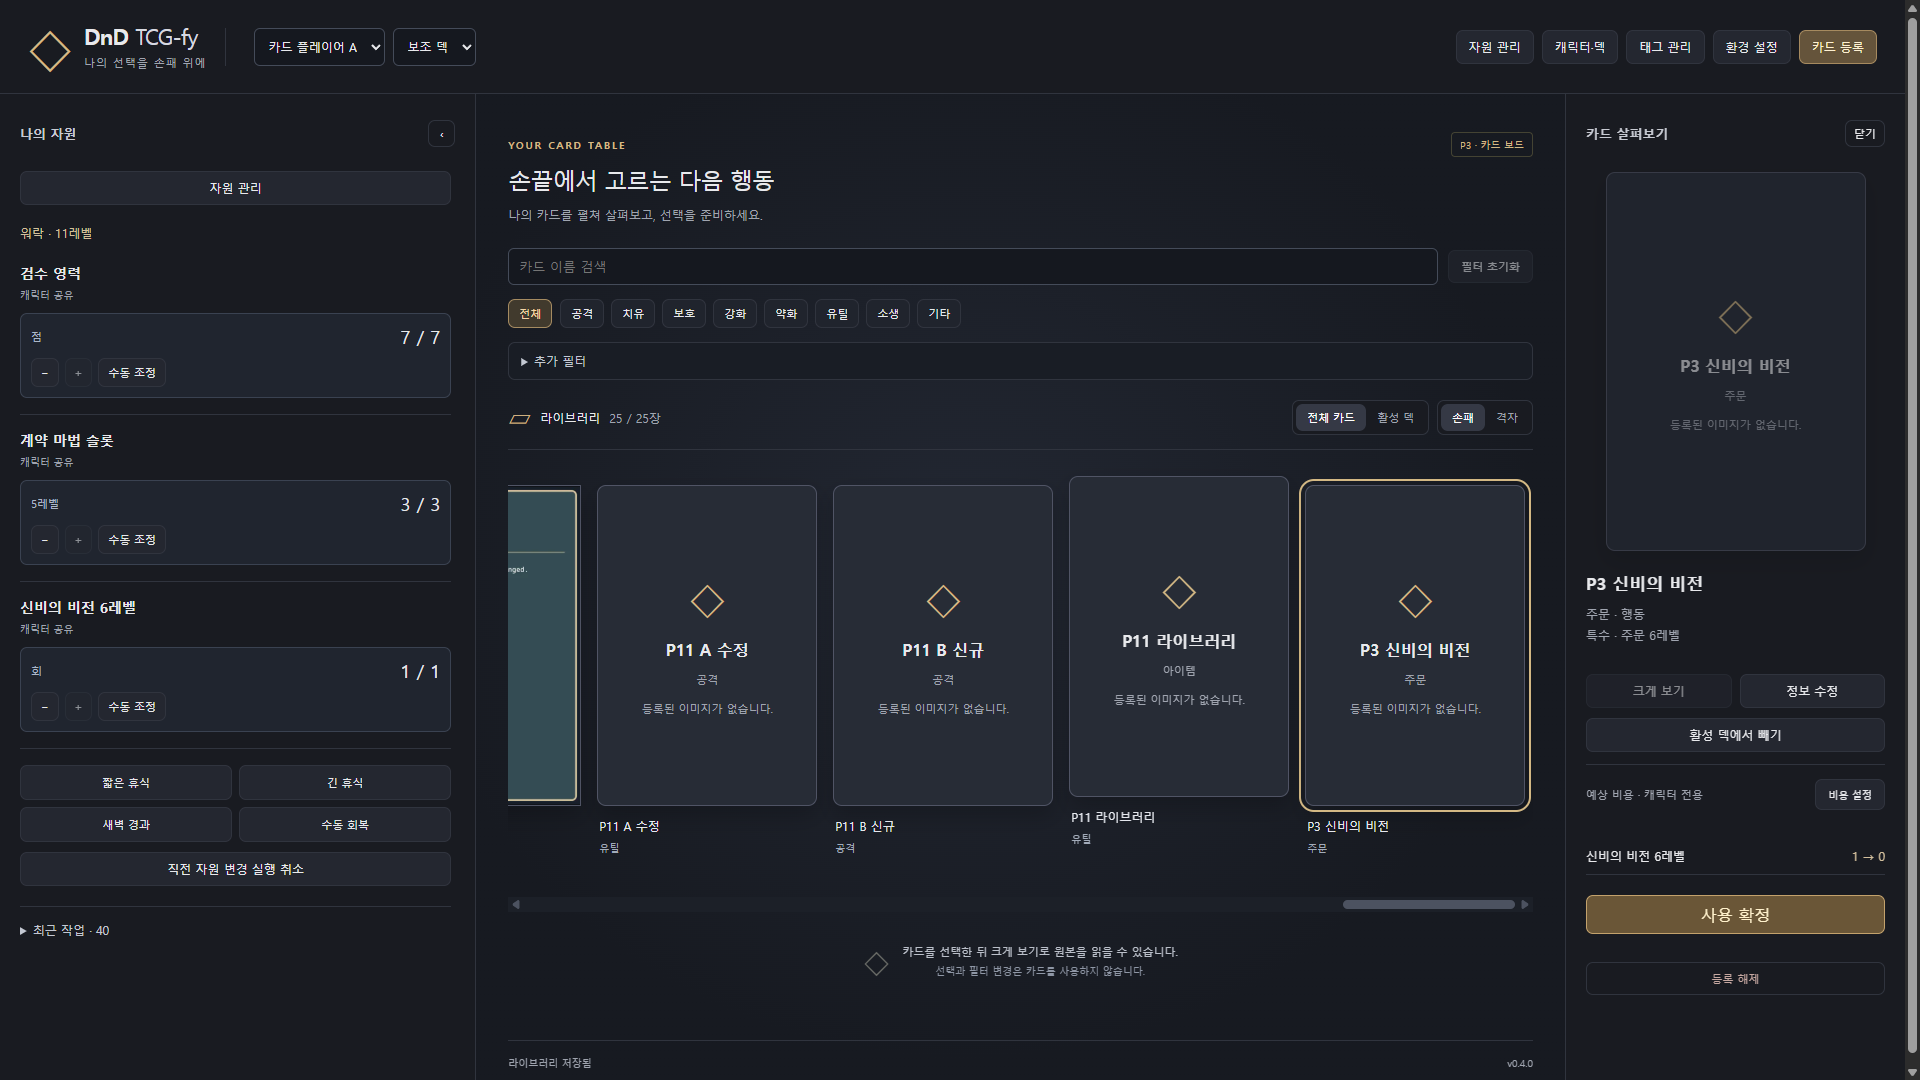 DnD TCG-fy
나의 선택을 손패 위에
카드 플레이어 A
보조 덱
자원 관리
캐릭터·덱
태그 관리
환경 설정
카드 등록
나의 자원
‹
자원 관리
워락 · 11레벨
검수 영력
캐릭터 공유
점
7 / 7
−
+
수동 조정
계약 마법 슬롯
캐릭터 공유
5레벨
3 / 3
−
+
수동 조정
신비의 비전 6레벨
캐릭터 공유
회
1 / 1
−
+
수동 조정
짧은 휴식
긴 휴식
새벽 경과
수동 회복
직전 자원 변경 실행 취소
▶ 최근 작업 · 40
YOUR CARD TABLE
P3 · 카드 보드
손끝에서 고르는 다음 행동
나의 카드를 펼쳐 살펴보고, 선택을 준비하세요.
카드 이름 검색
필터 초기화
전체
공격
치유
보호
강화
약화
유틸
소생
기타
▶ 추가 필터
라이브러리 25 / 25장
전체 카드
활성 덱
손패
격자
nged.
P11 A 수정
공격
등록된 이미지가 없습니다.
P11 A 수정
유틸
P11 B 신규
공격
등록된 이미지가 없습니다.
P11 B 신규
공격
P11 라이브러리
아이템
등록된 이미지가 없습니다.
P11 라이브러리
유틸
P3 신비의 비전
주문
등록된 이미지가 없습니다.
P3 신비의 비전
주문
카드를 선택한 뒤 크게 보기로 원본을 읽을 수 있습니다.
선택과 필터 변경은 카드를 사용하지 않습니다.
라이브러리 저장됨
v0.4.0
카드 살펴보기
닫기
P3 신비의 비전
주문
등록된 이미지가 없습니다.
P3 신비의 비전
주문 · 행동
특수 · 주문 6레벨
크게 보기
정보 수정
활성 덱에서 빼기
예상 비용 · 캐릭터 전용
비용 설정
신비의 비전 6레벨
1 → 0
사용 확정
등록 해제